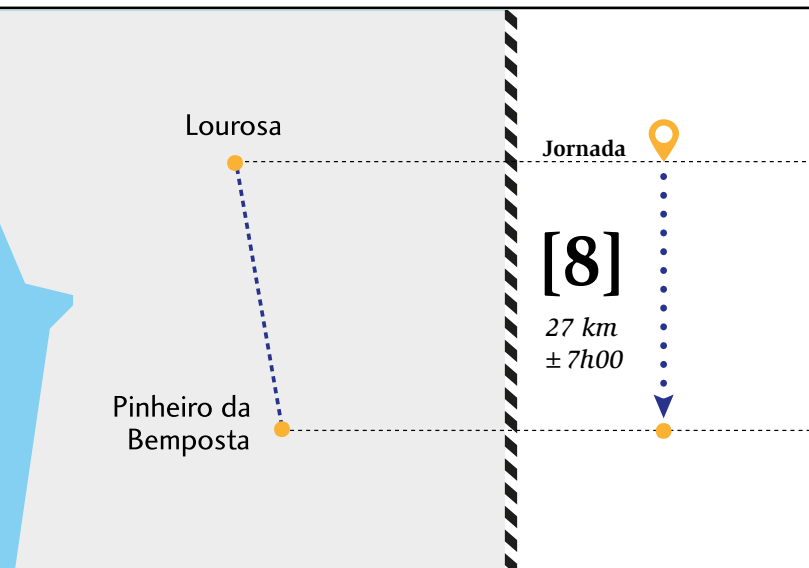 Lourosa
Jornada
[8]
27 km
± 7h00
Pinheiro da
Bemposta